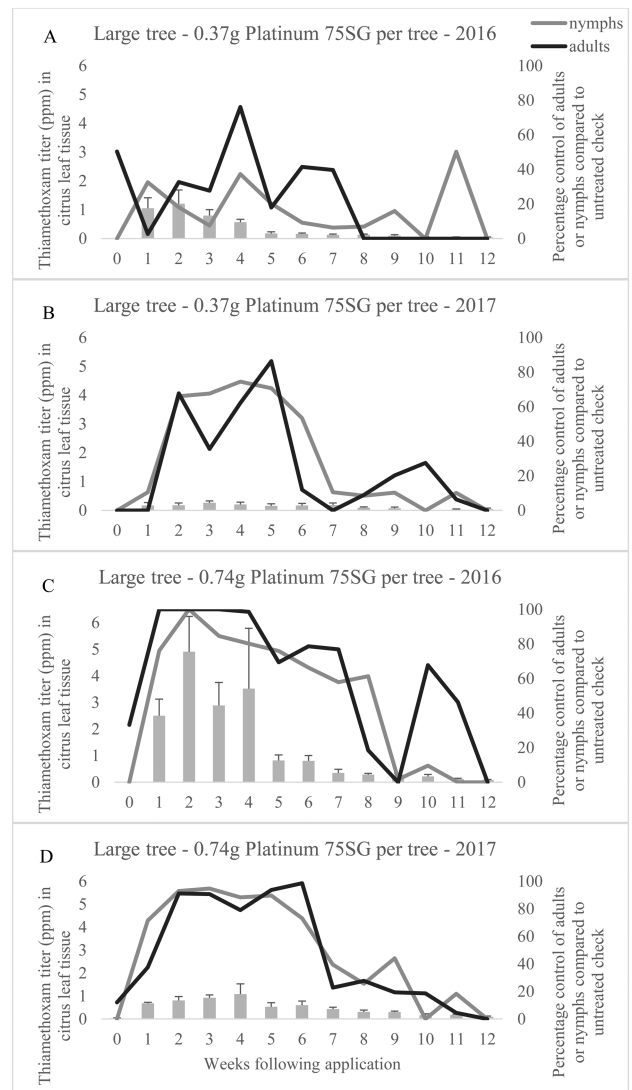 nymphs
adults
A
Large tree - 0.37g Platinum 75SG per tree - 2016
Thiamethoxam titer (ppm) in
citrus leaf tissue
6
5
4
3
2
1
0
100
80
60
40
20
0
Percentage control of adults
or nymphs compared to
untreated check
0 1 2 3 4 5 6 7 8 9 10 11 12
B
Large tree - 0.37g Platinum 75SG per tree - 2017
Thiamethoxam titer (ppm) in
citrus leaf tissue
6
5
4
3
2
1
0
100
80
60
40
20
0
Percentage control of adults
or nymphs compared to
untreated check
0 1 2 3 4 5 6 7 8 9 10 11 12
C
Large tree - 0.74g Platinum 75SG per tree - 2016
Thiamethoxam titer (ppm) in
citrus leaf tissue
6
5
4
3
2
1
0
100
80
60
40
20
0
Percentage control of adults
or nymphs compared to
untreated check
0 1 2 3 4 5 6 7 8 9 10 11 12
D
Large tree - 0.74g Platinum 75SG per tree - 2017
Thiamethoxam titer (ppm) in
citrus leaf tissue
6
5
4
3
2
1
0
100
80
60
40
20
0
Percentage control of adults
or nymphs compared to
untreated check
0 1 2 3 4 5 6 7 8 9 10 11 12
Weeks following application